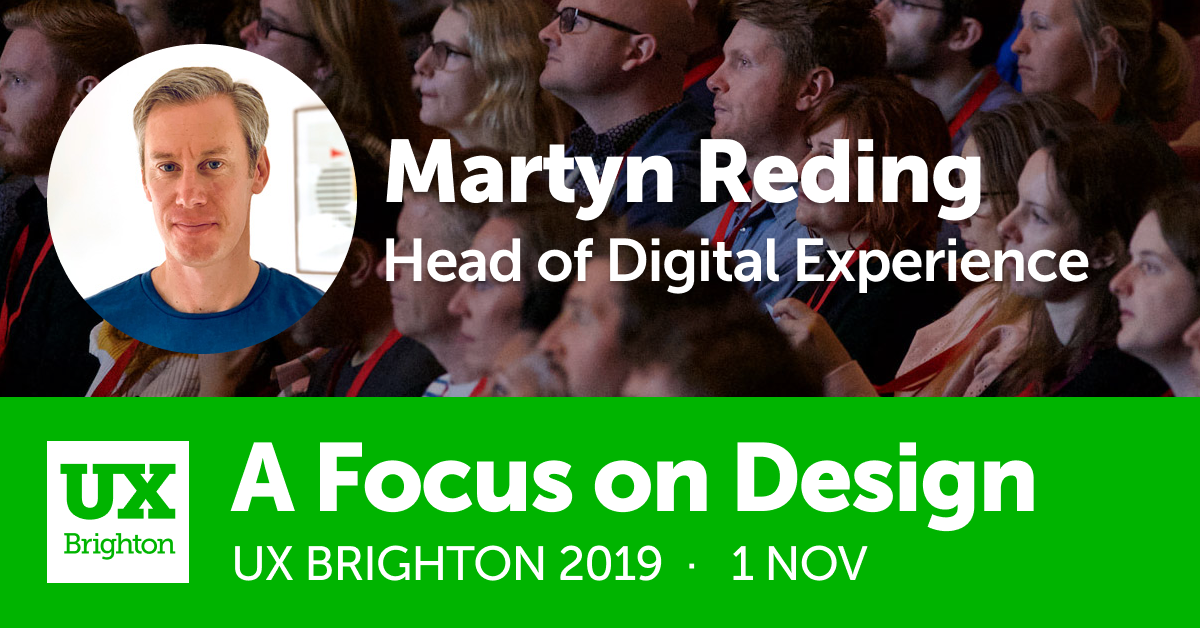 Martyn Reding
Head of Digital Experience
UX
Brighton
A Focus on Design
UX BRIGHTON 2019 · 1 NOV